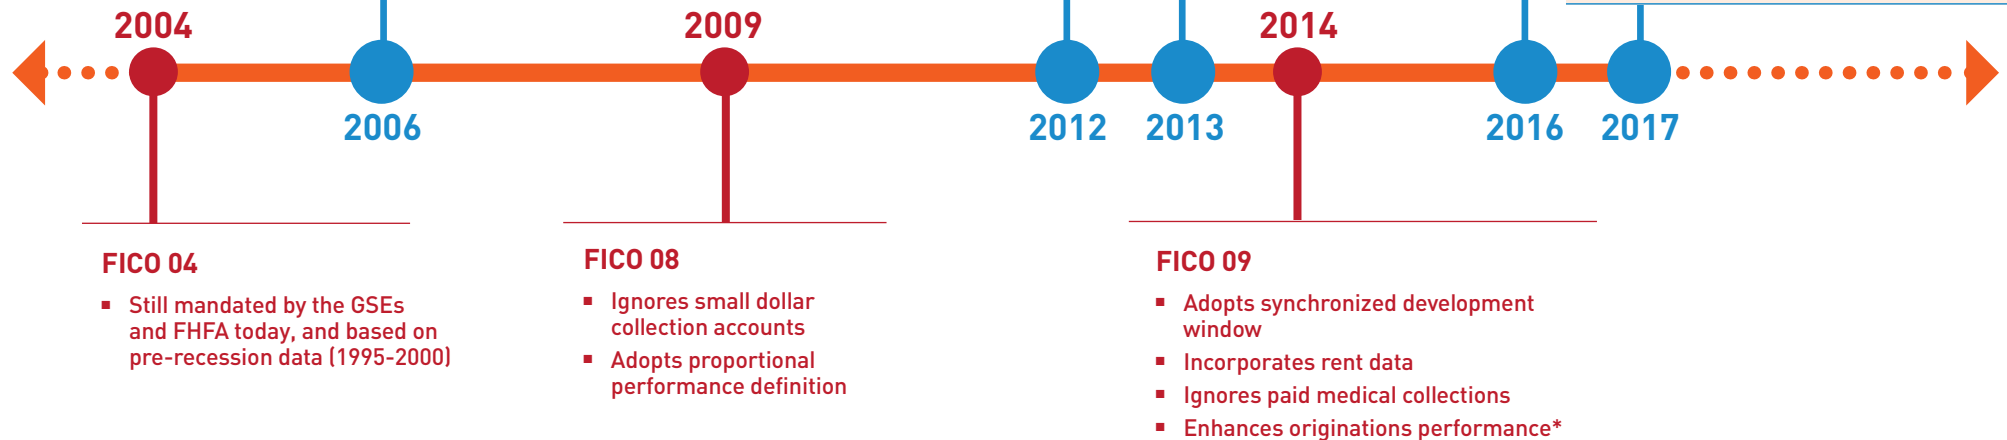 2004
2009
2014
2006
2012
2013
2016
2017
FICO 04
▪ Still mandated by the GSEs
and FHFA today, and based on
pre-recession data (1995-2000)
FICO 08
▪ Ignores small dollar
collection accounts
▪ Adopts proportional
performance definition
FICO 09
▪ Adopts synchronized development
window
▪ Incorporates rent data
▪ Ignores paid medical collections
▪ Enhances originations performance*